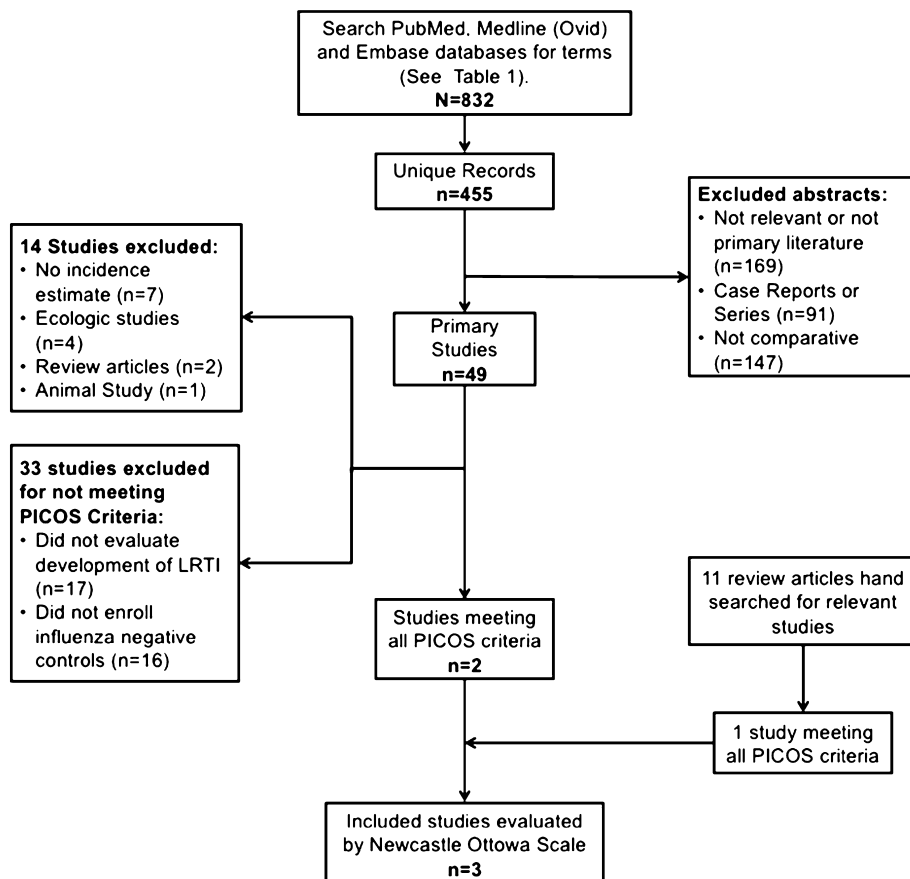 Search PubMed, Medline (Ovid)
and Embase databases for terms
(See Table 1).
N=832
Unique Records
n=455
Excluded abstracts:
• Not relevant or not
primary literature
(n=169)
• Case Reports or
Series (n=91)
• Not comparative
(n=147)
14 Studies excluded:
• No incidence
estimate (n=7)
• Ecologic studies
(n=4)
• Review articles (n=2)
• Animal Study (n=1)
Primary
Studies
n=49
33 studies excluded
for not meeting
PICOS Criteria:
• Did not evaluate
development of LRTI
(n=17)
• Did not enroll
influenza negative
controls (n=16)
Studies meeting
all PICOS criteria
n=2
11 review articles hand
searched for relevant
studies
1 study meeting
all PICOS criteria
Included studies evaluated
by Newcastle Ottowa Scale
n=3